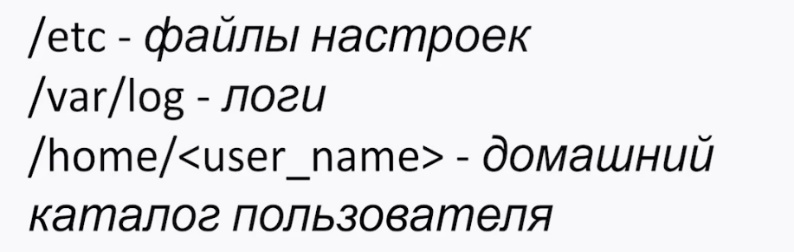 /etc - файлы настроек
/var/log - логи
/home/<user_name> - домашний
каталог пользователя